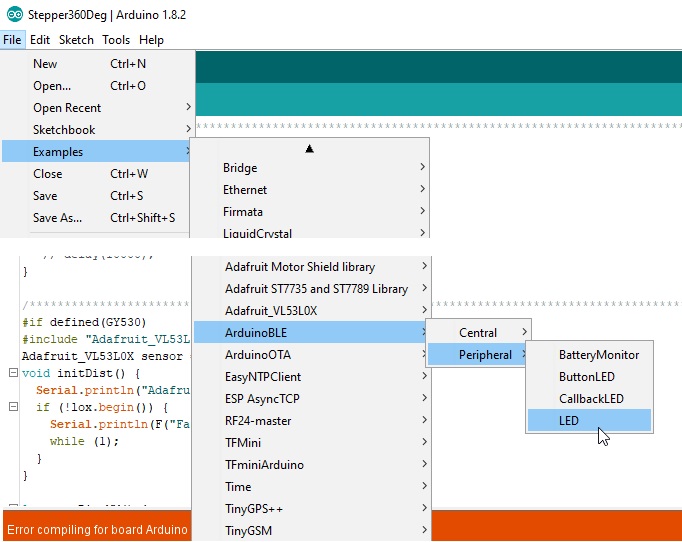 Stepper360Deg | Arduino 1.8.2
File Edit Sketch Tools Help
New Ctrl+N
Open... Ctrl+O
Open Recent
Sketchbook
Examples
Close Ctrl+W
Save Ctrl+S
Save As... Ctrl+Shift+S
Bridge
Ethernet
Firmata
LiquidCrystal
}
/************************
#if defined(GY530)
#include "Adafruit_VL53L
Adafruit_VL53L0X sensor =
void initDist() {
Serial.println("Adafru
if (!lox.begin()) {
Serial.println(F("Fa
while (1);
}
}
Adafruit Motor Shield library
Adafruit ST7735 and ST7789 Library
Adafruit_VL53L0X
ArduinoBLE
ArduinoOTA
EasyNTPClient
ESP AsyncTCP
RF24-master
TFMini
TFminiArduino
Time
TinyGPS++
TinyGSM
Central
Peripheral
BatteryMonitor
ButtonLED
CallbackLED
LED
Error compiling for board Arduino